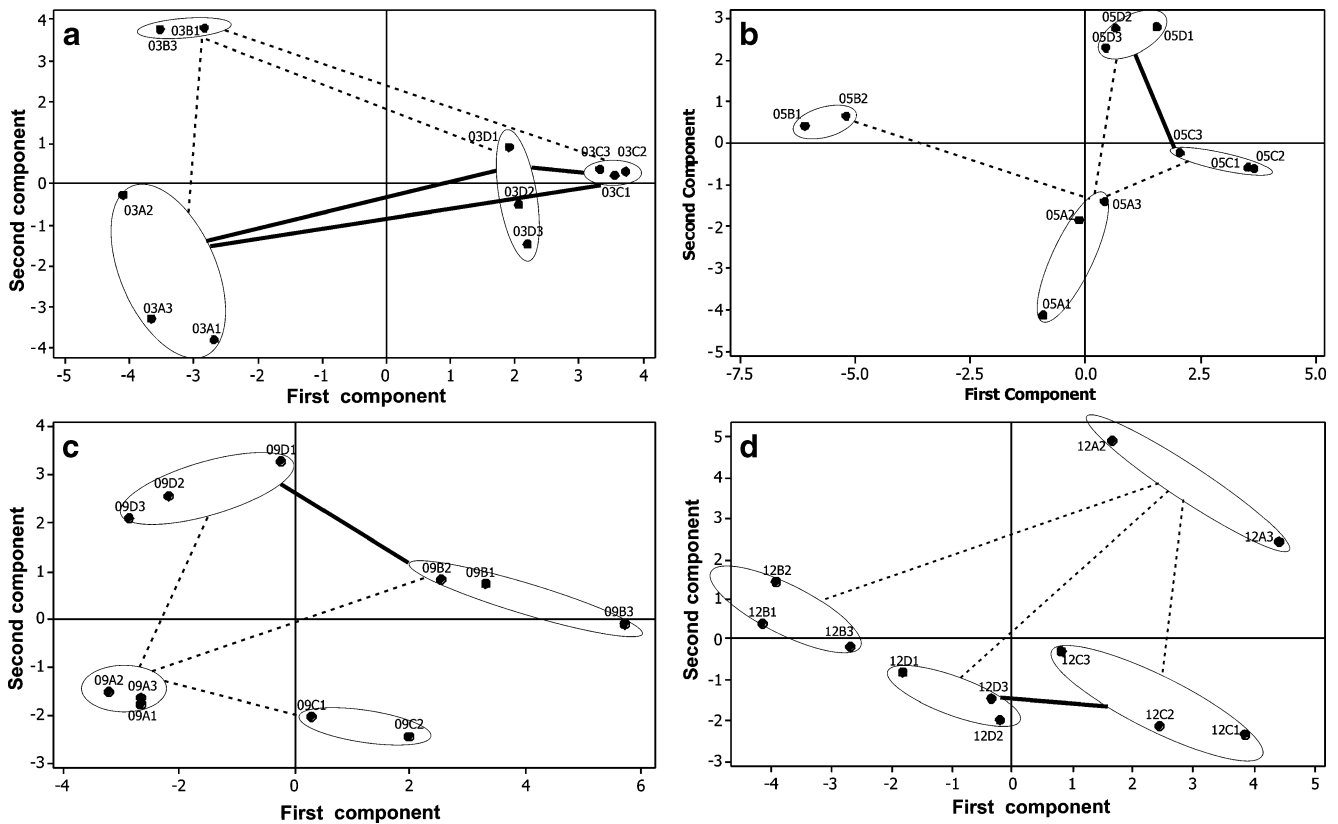 a
4
3
2
1
0
-1
-2
-3
-4
Second component
03B1
03B3
03D1
03C3 03C2
03D2 03C1
03A2
03D3
03A3
03A1
-5 -4 -3 -2 -1 0 1 2 3 4
First component
b
3
2
1
0
-1
-2
-3
-4
-5
Second Component
05D2
05D3 05D1
05B2
05B1
05C3
05C1 05C2
05A2 05A3
05A1
-7.5 -5.0 -2.5 0.0 2.5 5.0
First Component
c
4
3
2
1
0
-1
-2
-3
Second component
09D1
09D2
09D3
09B2 09B1
09B3
09A2 09A3
09A1
09C1
09C2
-4 -2 0 2 4 6
First component
d
5
4
3
2
1
0
-1
-2
-3
Second component
12A2
12A3
12B2
12B1
12B3
12D1 12C3
12D3
12C2 12C1
12D2
-4 -3 -2 -1 0 1 2 3 4 5
First component